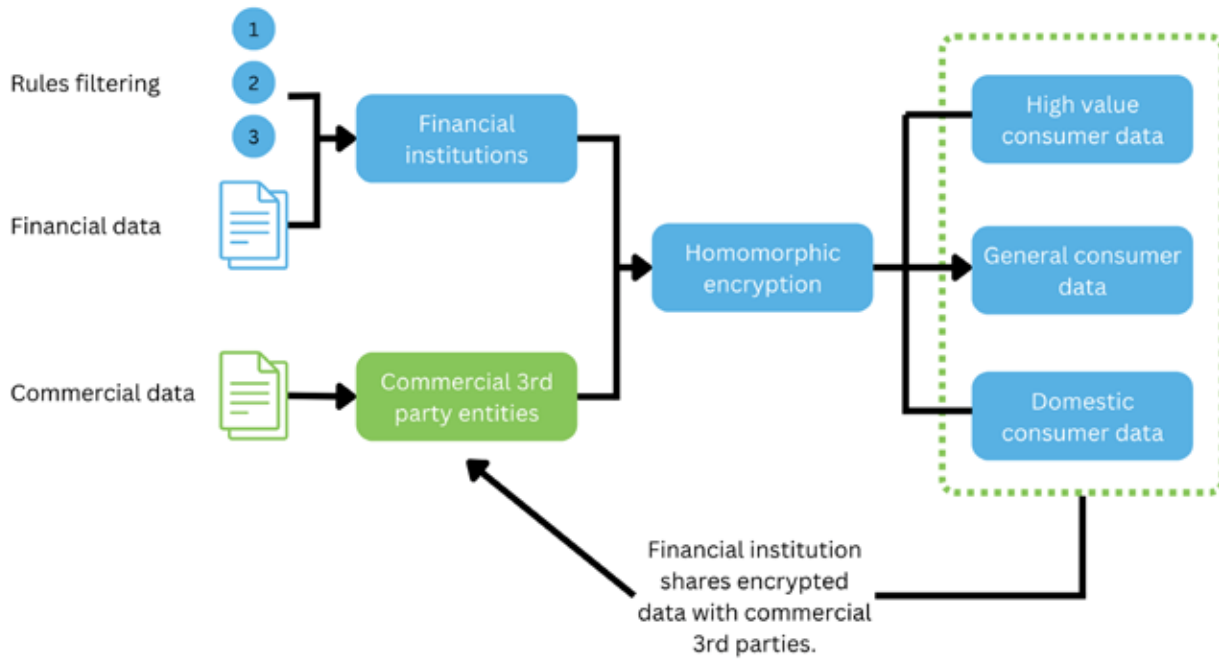 1
Rules filtering
2
3
Financial
institutions
Financial data
Commercial data
Commercial 3rd
party entities
Homomorphic
encryption
High value
consumer data
General consumer
data
Domestic
consumer data
Financial institution
shares encrypted
data with commercial
3rd parties.